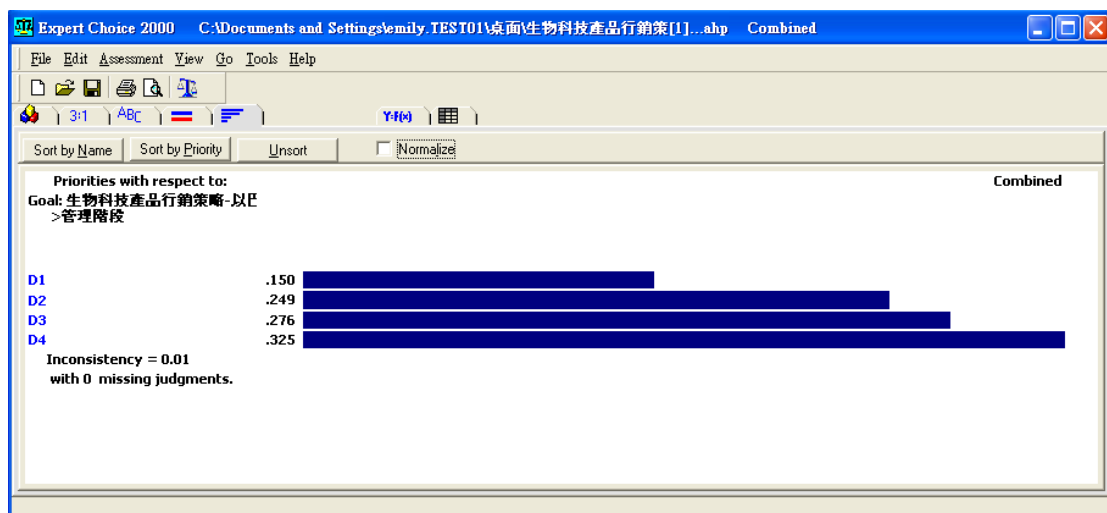 Expert Choice 2000 C:\Documents and Settings\emily.TEST01\桌面\生物科技產品行銷策[1]...ahp Combined
File Edit Assessment View Go Tools Help
3:1 ABC Y:F(x)
Sort by Name Sort by Priority Unsort Normalize
Priorities with respect to: Combined
Goal: 生物科技產品行銷策略-以巴
>管理階段
D1 .150
D2 .249
D3 .276
D4 .325
Inconsistency = 0.01
with 0 missing judgments.